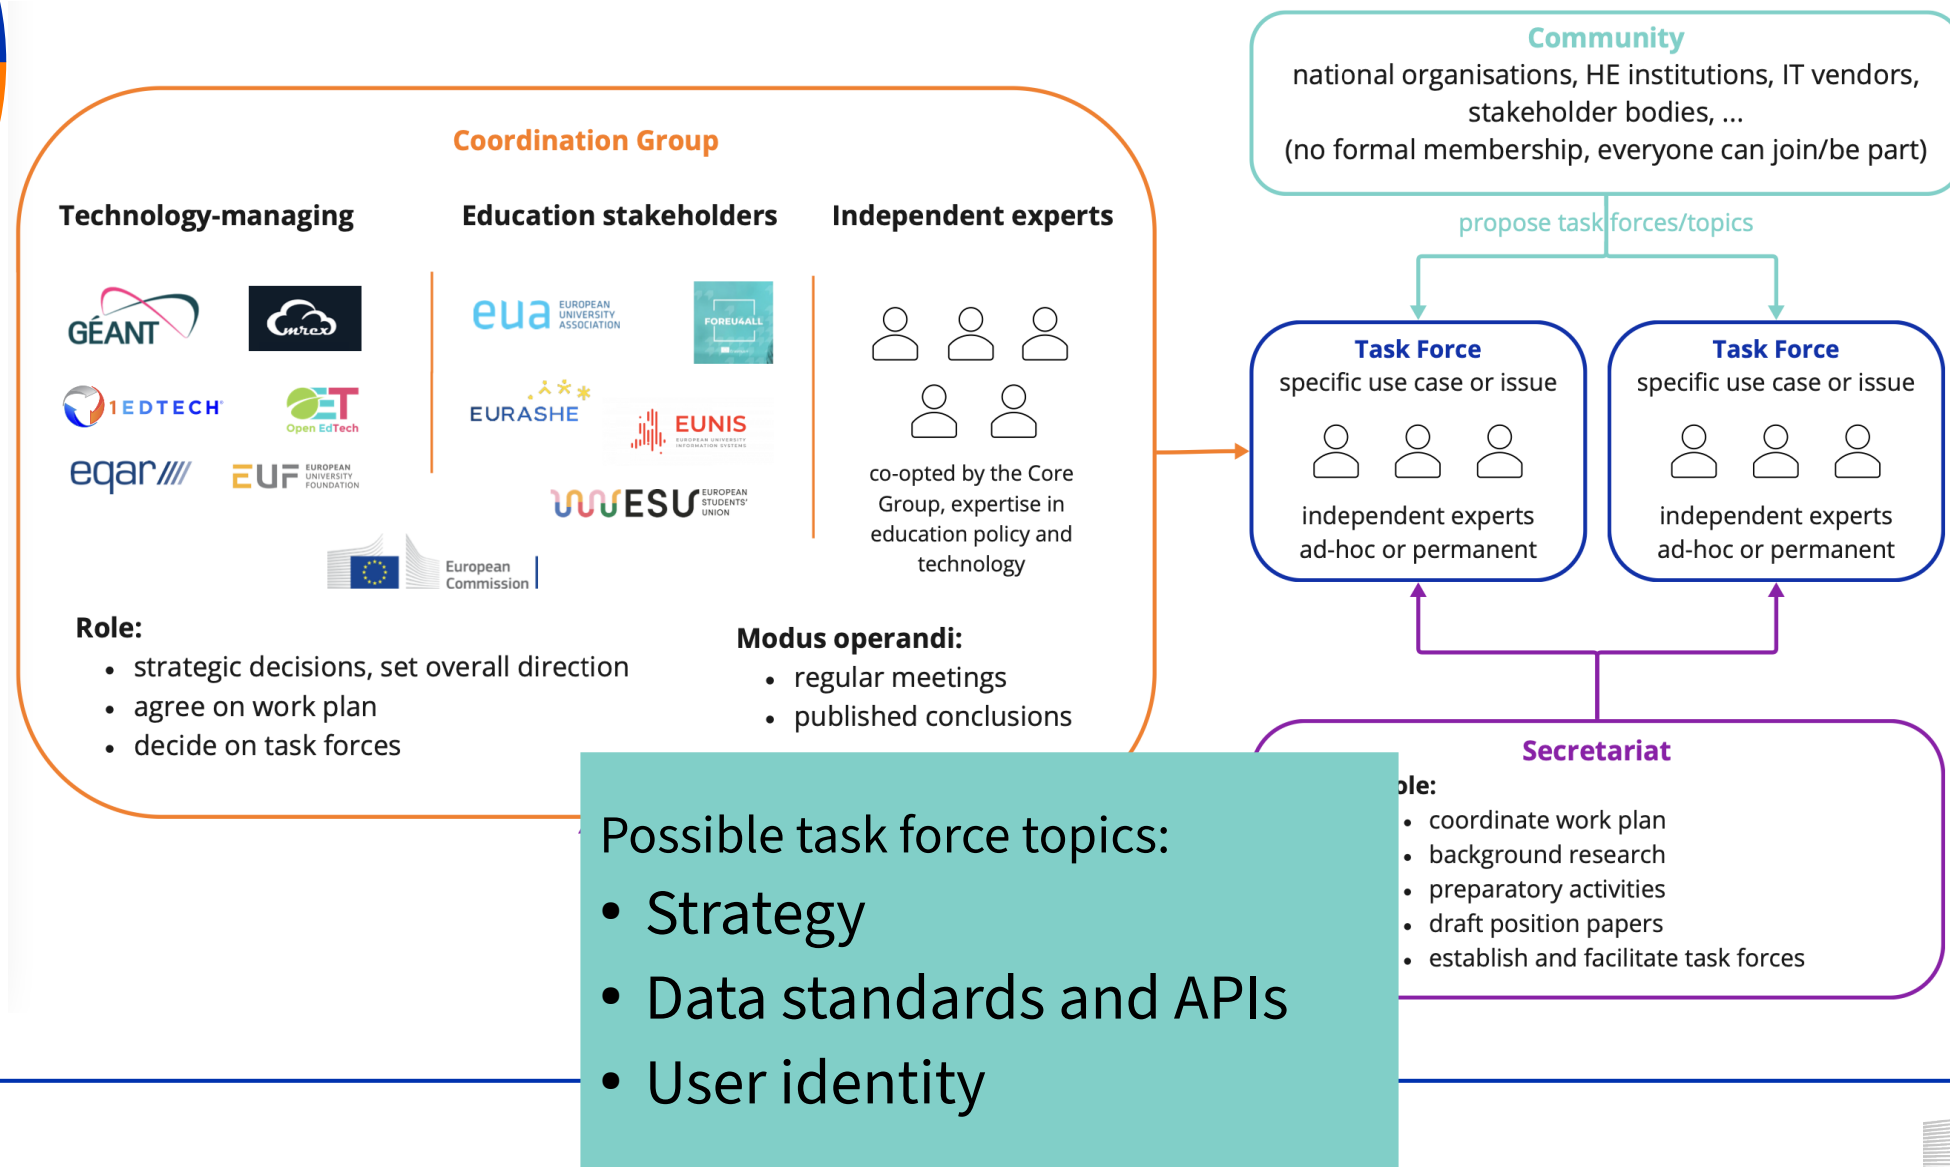 Community
national organisations, HE institutions, IT vendors,
stakeholder bodies, ...
(no formal membership, everyone can join/be part)
propose task forces/topics
Coordination Group
Technology-managing
Education stakeholders
Independent experts
GÉANT
mrex
1EDTECH
OET
Open EdTech
eqar
EUF EUROPEAN
UNIVERSITY
FOUNDATION
eua EUROPEAN
UNIVERSITY
ASSOCIATION
FOREU4ALL
EURASHE
EUNIS
EUROPEAN UNIVERSITY
INFORMATION SYSTEMS
ESU EUROPEAN
STUDENTS'
UNION
European
Commission
co-opted by the Core
Group, expertise in
education policy and
technology
Role:
• strategic decisions, set overall direction
• agree on work plan
• decide on task forces
Modus operandi:
• regular meetings
• published conclusions
Task Force
specific use case or issue
independent experts
ad-hoc or permanent
Task Force
specific use case or issue
independent experts
ad-hoc or permanent
Secretariat
ole:
• coordinate work plan
• background research
• preparatory activities
• draft position papers
• establish and facilitate task forces
Possible task force topics:
• Strategy
• Data standards and APIs
• User identity